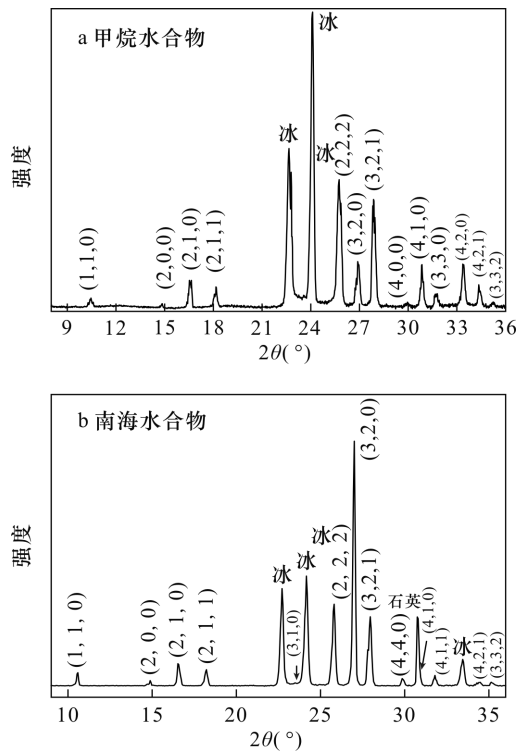 a 甲烷水合物
强度
(1,1,0)
(2,0,0)
(2,1,0)
(2,1,1)
冰
冰
冰
(2,2,2)
(3,2,0)
(3,2,1)
(4,0,0)
(4,1,0)
(3,3,0)
(4,2,0)
(4,2,1)
(3,3,2)
9 12 15 18 21 24 27 30 33 36
2θ(°)
b 南海水合物
强度
(1, 1, 0)
(2, 0, 0)
(2, 1, 0)
(2, 1, 1)
冰
(3,1,0)
冰
冰
(2, 2, 2)
(3,2,0)
(3,2,1)
石英
(4,4,0)
(4,1,0)
(4,1,1)
冰
(4,2,1)
(3,3,2)
10 15 20 25 30 35
2θ(°)